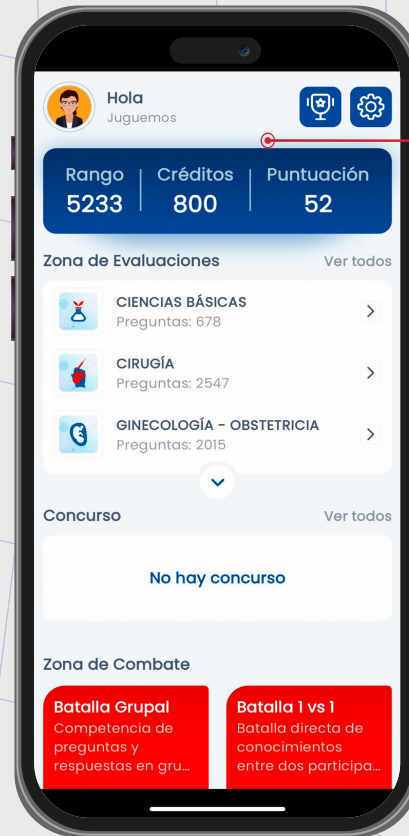 Hola
Juguemos
Rango
Créditos
Puntuación
5233
800
52
Zona de Evaluaciones
Ver todos
CIENCIAS BÁSICAS
Preguntas: 678
CIRUGÍA
Preguntas: 2547
GINECOLOGÍA - OBSTETRICIA
Preguntas: 2015
Concurso
Ver todos
No hay concurso
Zona de Combate
Batalla Grupal
Competencia de
preguntas y
respuestas en gru...
Batalla 1 vs 1
Batalla directa de
conocimientos
entre dos participa...